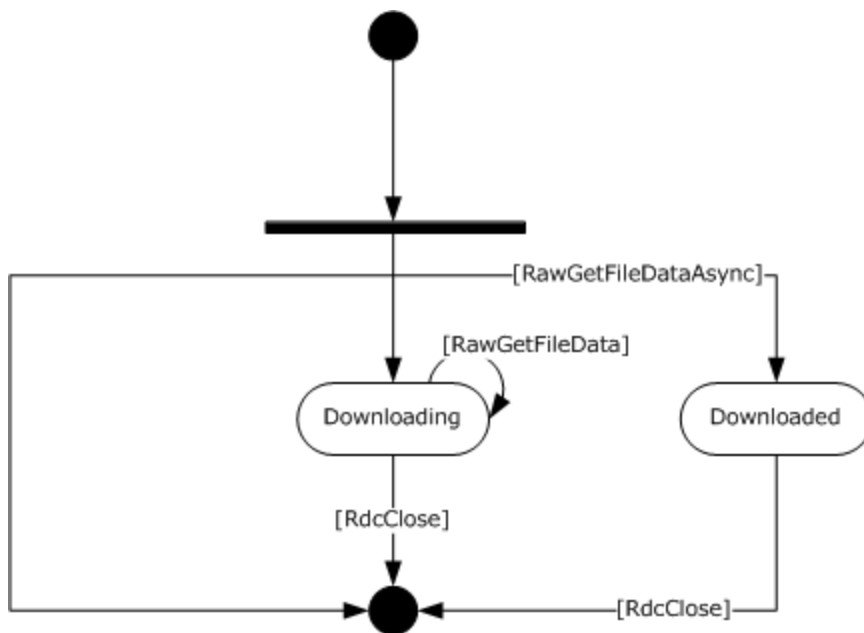 [RawGetFileDataAsync]
[RawGetFileData]
Downloading
Downloaded
[RdcClose]
[RdcClose]